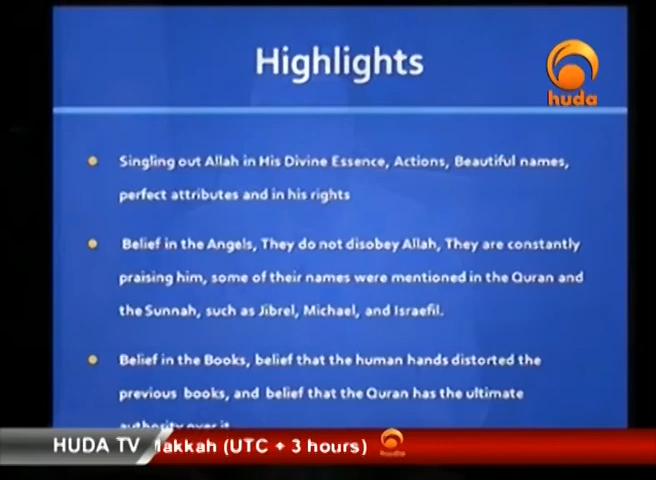 Highlights
huda
Singling out Allah in His Divine Essence, Actions, Beautiful names,
perfect attributes and in his rights
Belief in the Angels, They do not disobey Allah, They are constantly
praising him, some of their names were mentioned in the Quran and
the Sunnah, such as Jibrel, Michael, and Israefil.
Belief in the Books, belief that the human hands distorted the
previous books, and belief that the Quran has the ultimate
authority over it
HUDA TV akkah (UTC + 3 hours)